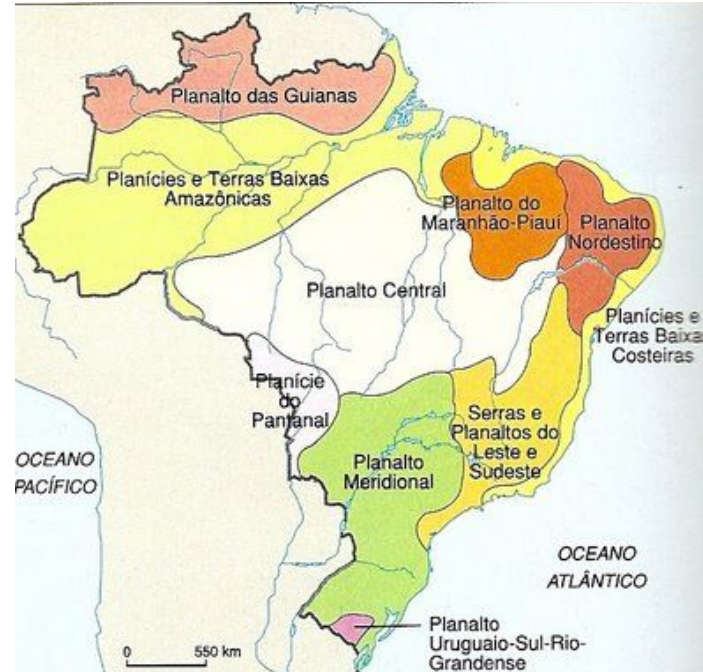 Planalto das Guianas
Planícies e Terras Baixas
Amazônicas
Planalto do
Maranhão-Piauí
Planalto
Nordestino
Planalto Central
Planícies e
Terras Baixa
Costeiras
Planície
do
Pantanal
Serras e
Planaltos do
Leste e
Sudeste
Planalto
Meridional
OCEANO
PACÍFICO
OCEANO
ATLÂNTICO
Planalto
Uruguaio-Sul-Rio-
Grandense
0 550 km